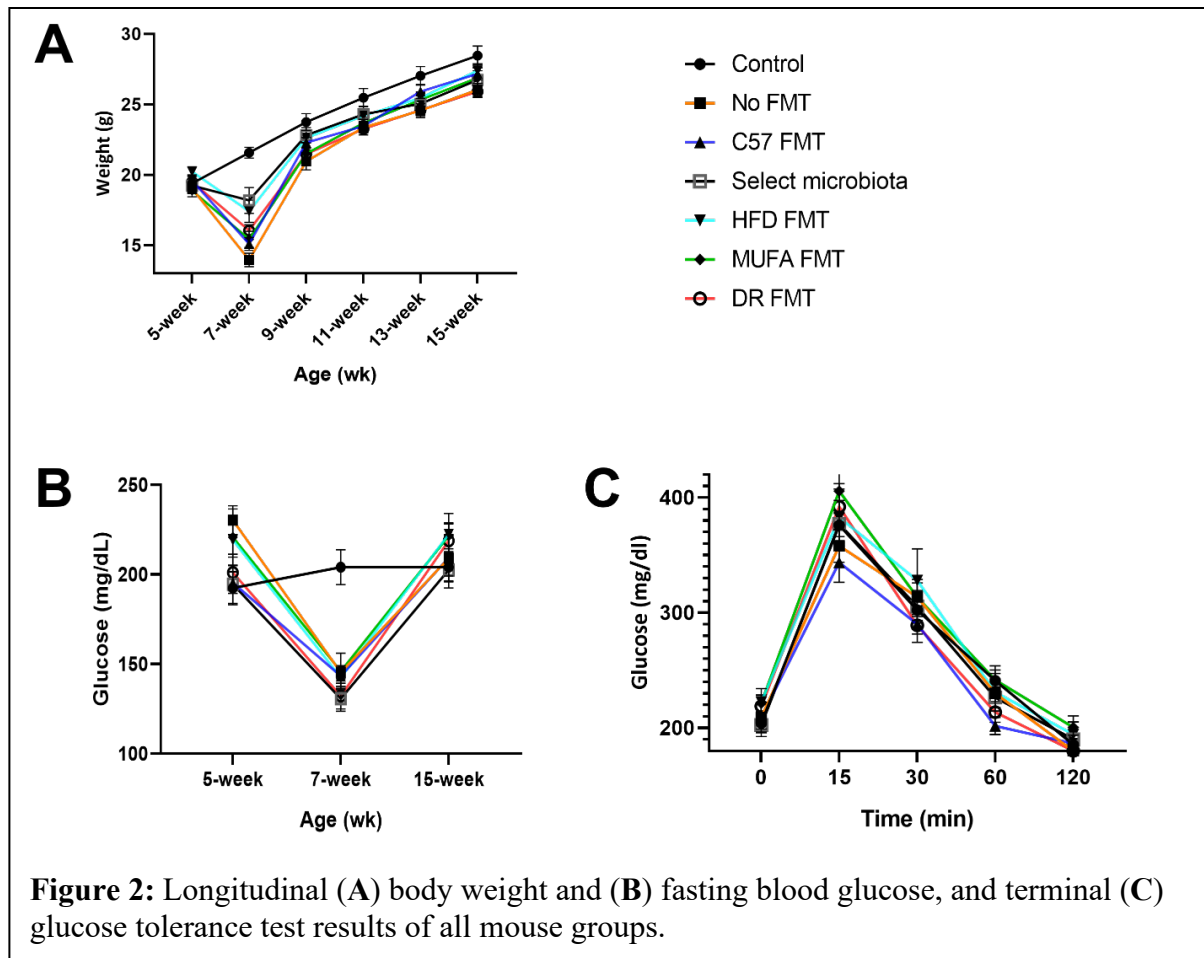 A
30
25
20
15
Weight (g)
5-week
7-week
9-week
11-week
13-week
15-week
Age (wk)
Control
No FMT
C57 FMT
Select microbiota
HFD FMT
MUFA FMT
DR FMT
B
250
200
150
100
Glucose (mg/dL)
5-week
7-week
15-week
Age (wk)
C
400
300
200
Glucose (mg/dl)
0
15
30
60
120
Time (min)
Figure 2: Longitudinal (A) body weight and (B) fasting blood glucose, and terminal (C)
glucose tolerance test results of all mouse groups.